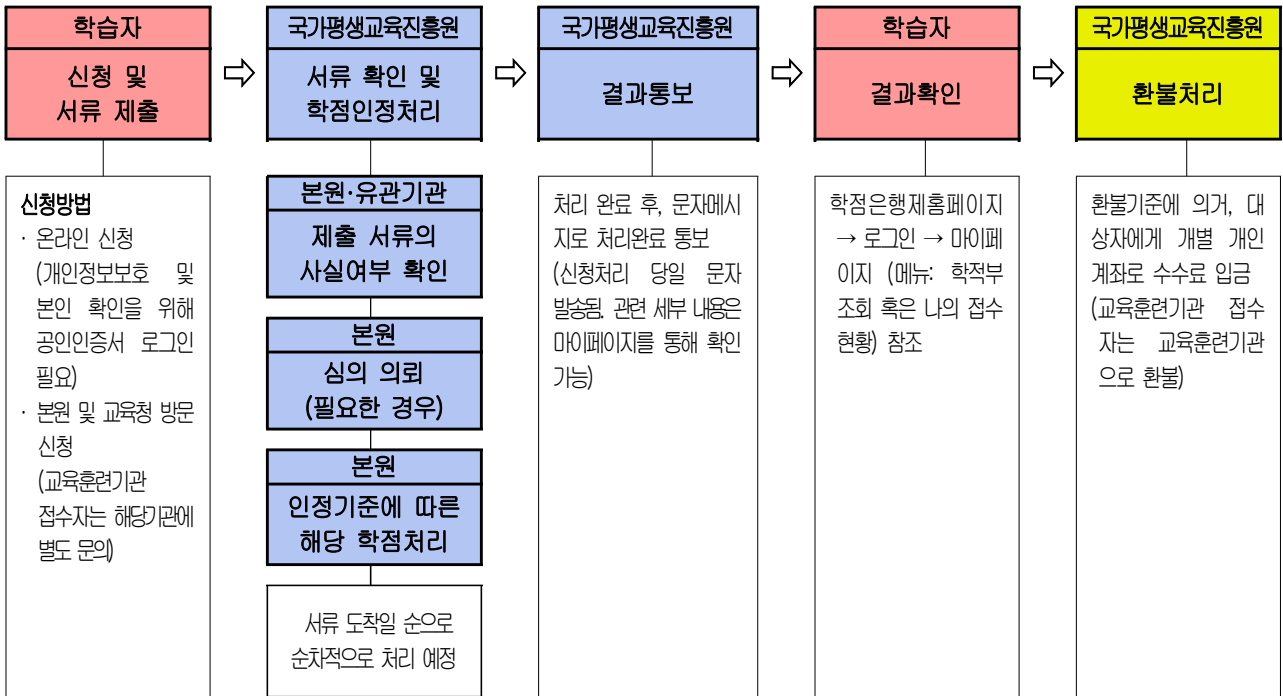 학습자
신청 및
서류 제출
국가평생교육진흥원
서류 확인 및
학점인정처리
국가평생교육진흥원
결과통보
학습자
결과확인
국가평생교육진흥원
환불처리
신청방법
· 온라인 신청
(개인정보보호 및
본인 확인을 위해
공인인증서 로그인
필요)
· 본원 및 교육청 방문
신청
(교육훈련기관
접수자는 해당기관에
별도 문의)
본원·유관기관
제출 서류의
사실여부 확인
본원
심의 의뢰
(필요한 경우)
본원
인정기준에 따른
해당 학점처리
서류 도착일 순으로
순차적으로 처리 예정
처리 완료 후, 문자메시
지로 처리완료 통보
(신청처리 당일 문자
발송됨. 관련 세부 내용은
마이페이지를 통해 확인
가능)
학점은행제홈페이지
→ 로그인 → 마이페
이지 (메뉴: 학적부
조회 혹은 나의 접수
현황) 참조
환불기준에 의거, 대
상자에게 개별 개인
계좌로 수수료 입금
(교육훈련기관 접수
자는 교육훈련기관
으로 환불)